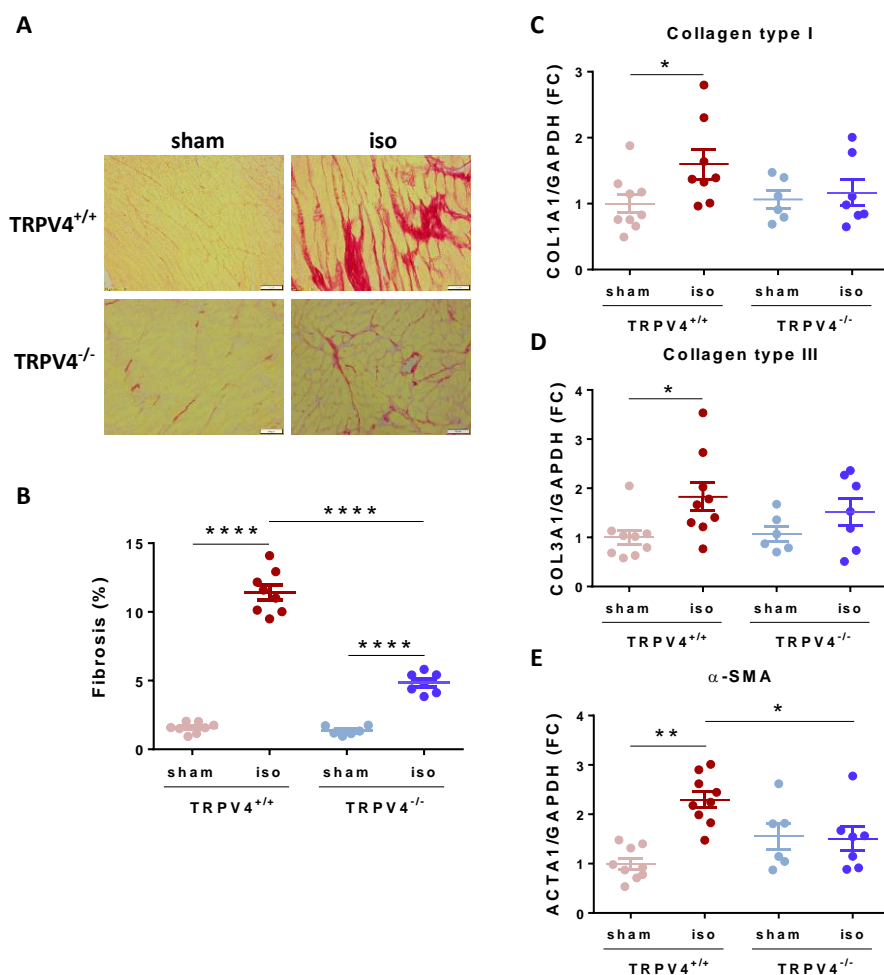 A
sham iso
TRPV4+/+
TRPV4-/-
B
**** ****
****
Fibrosis (%)
15
10
5
0
sham iso sham iso
TRPV4+/+ TRPV4-/-
C
Collagen type I
*
COL1A1/GAPDH (FC)
3
2
1
0
sham iso sham iso
TRPV4+/+ TRPV4-/-
D
Collagen type III
*
COL3A1/GAPDH (FC)
4
3
2
1
0
sham iso sham iso
TRPV4+/+ TRPV4-/-
E
α-SMA
** *
ACTA1/GAPDH (FC)
4
3
2
1
0
sham iso sham iso
TRPV4+/+ TRPV4-/-